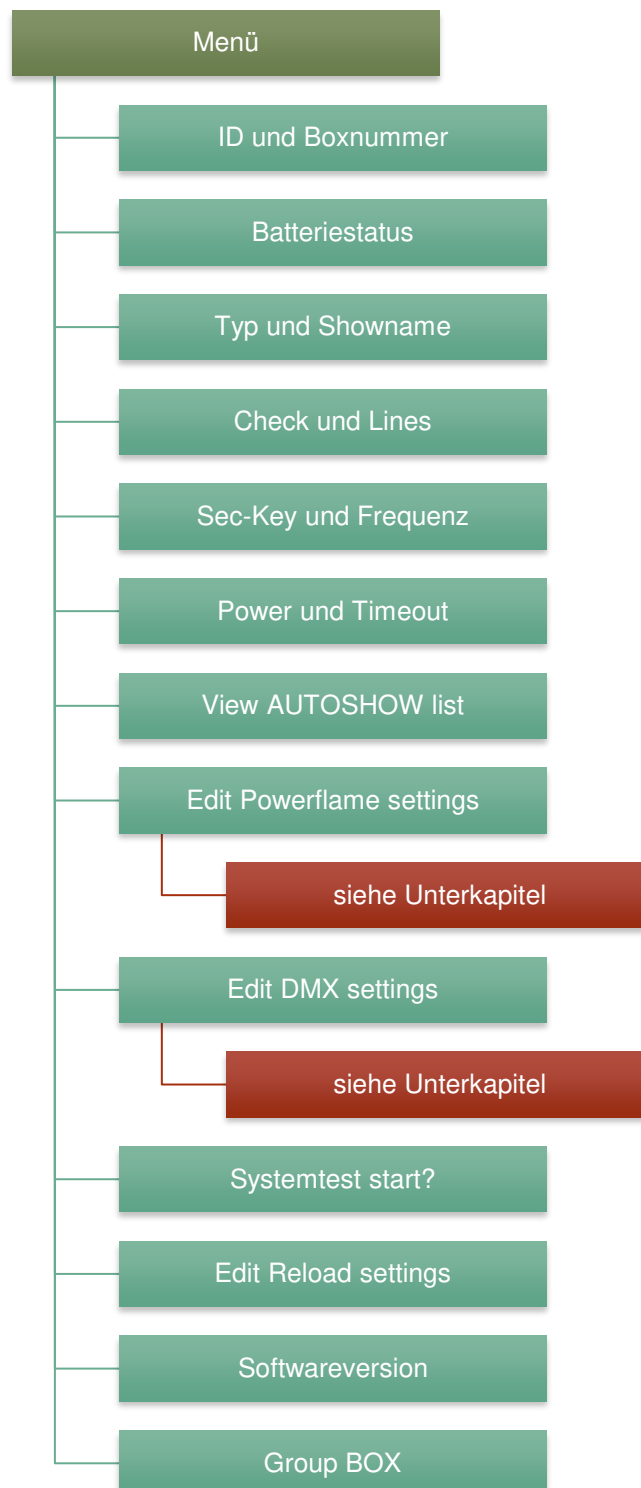 Menü
ID und Boxnummer
Batteriestatus
Typ und Showname
Check und Lines
Sec-Key und Frequenz
Power und Timeout
View AUTOSHOW list
Edit Powerflame settings
siehe Unterkapitel
Edit DMX settings
siehe Unterkapitel
Systemtest start?
Edit Reload settings
Softwareversion
Group BOX